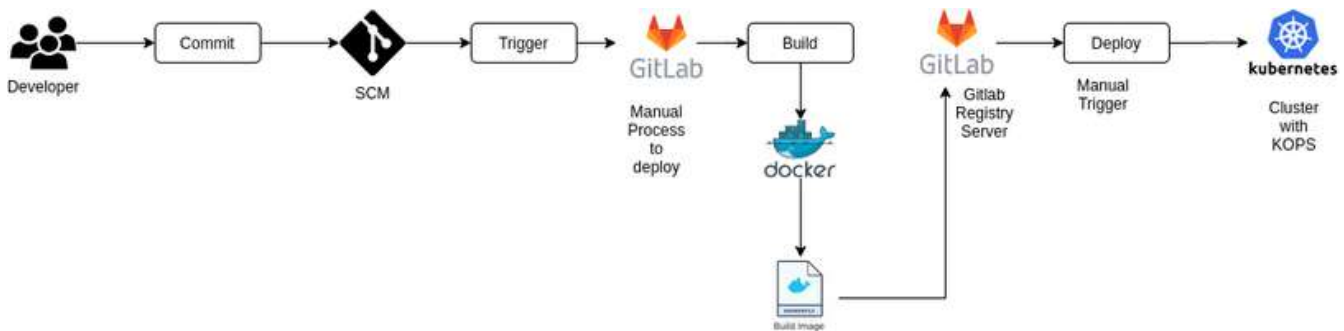 Developer
Commit
SCM
Trigger
GitLab
Manual
Process
to
deploy
Build
docker
Build Image
GitLab
Gitlab
Registry
Server
Deploy
Manual
Trigger
kubernetes
Cluster
with
KOPS